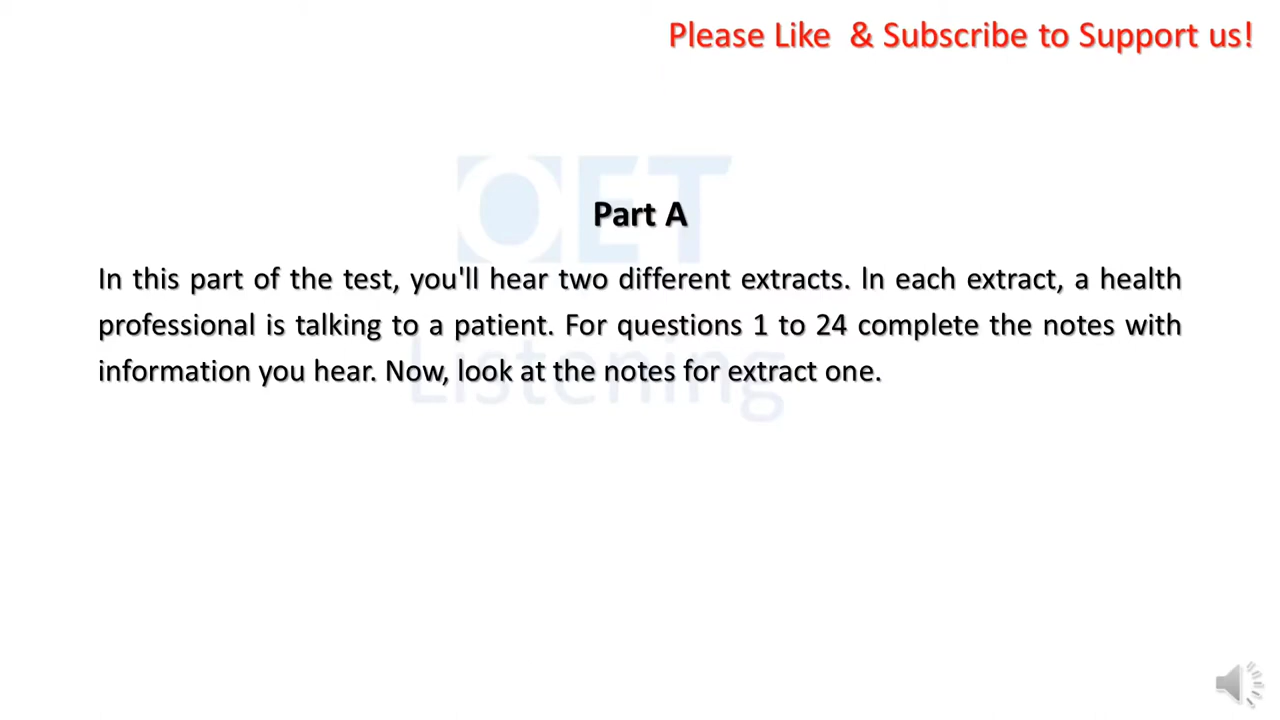 Please Like & Subscribe to Support us!
OET
Part A
In this part of the test, you'll hear two different extracts. In each extract, a health
professional is talking to a patient. For questions 1 to 24 complete the notes with
information you hear. Now, look at the notes for extract one.
Listening